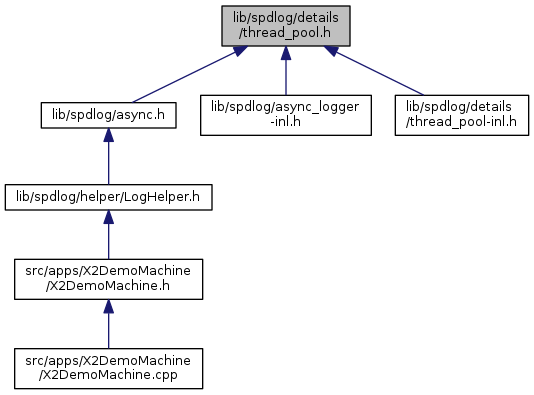 lib/spdlog/details
/thread_pool.h
lib/spdlog/async.h
lib/spdlog/async_logger
-inl.h
lib/spdlog/details
/thread_pool-inl.h
lib/spdlog/helper/LogHelper.h
src/apps/X2DemoMachine
/X2DemoMachine.h
src/apps/X2DemoMachine
/X2DemoMachine.cpp